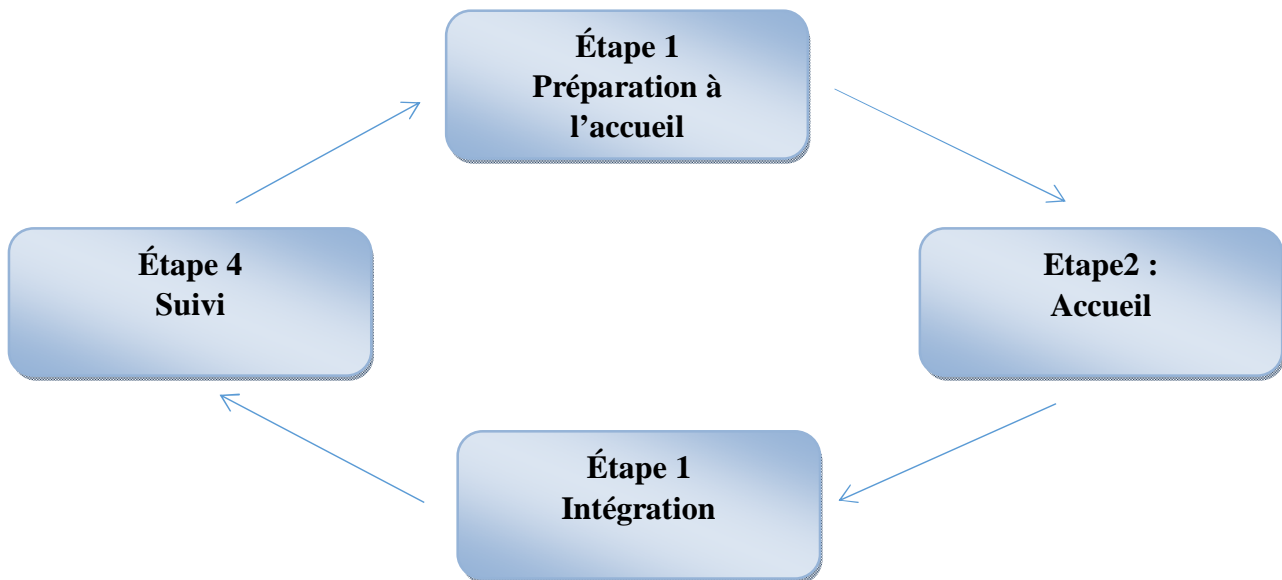 Étape 1
Préparation à
l’accueil
Étape 4
Suivi
Etape2 :
Accueil
Étape 1
Intégration